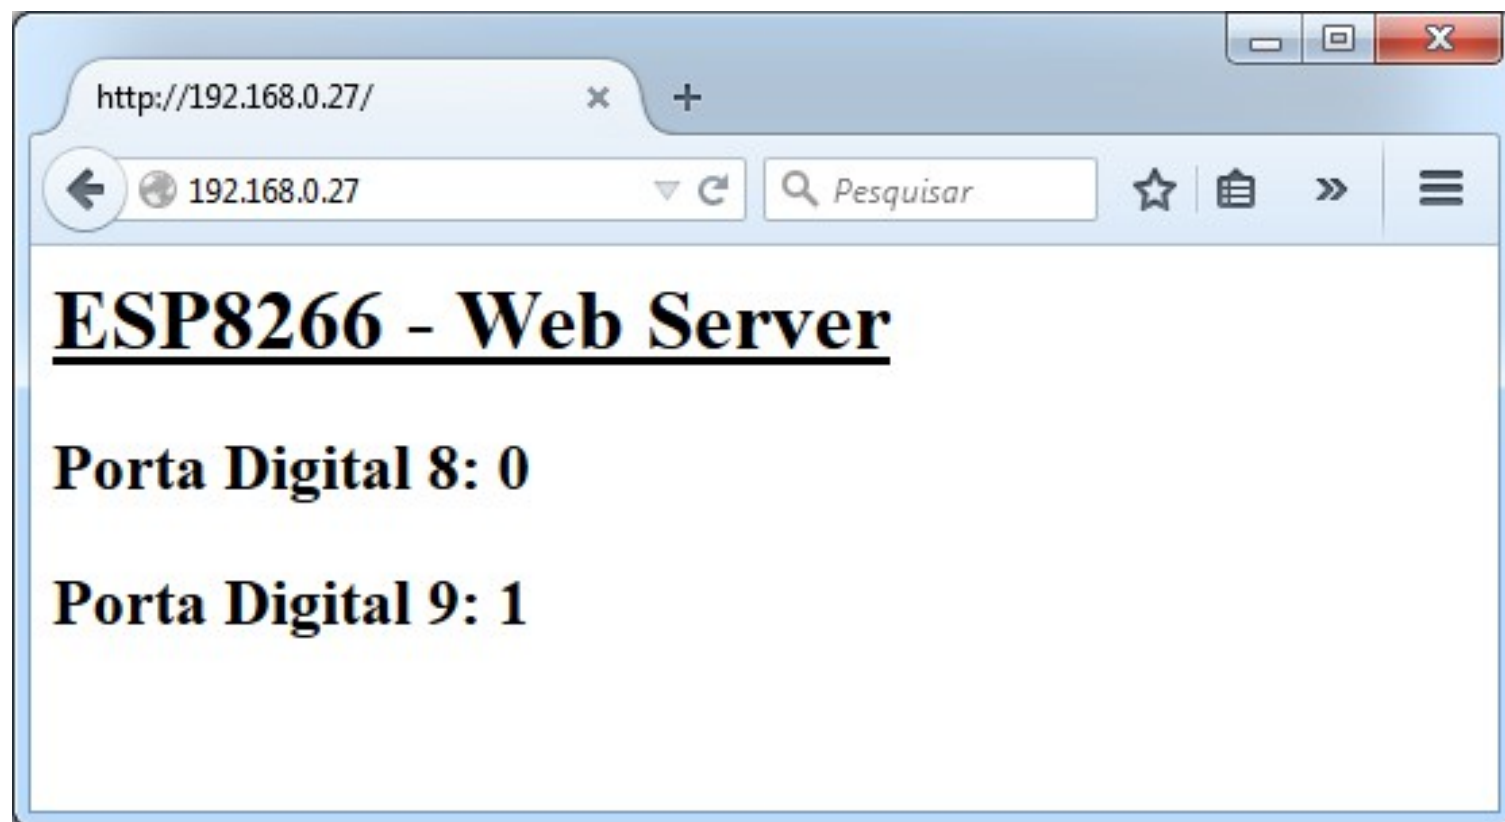 http://192.168.0.27/
192.168.0.27
Pesquisar
ESP8266 - Web Server
Porta Digital 8: 0
Porta Digital 9: 1